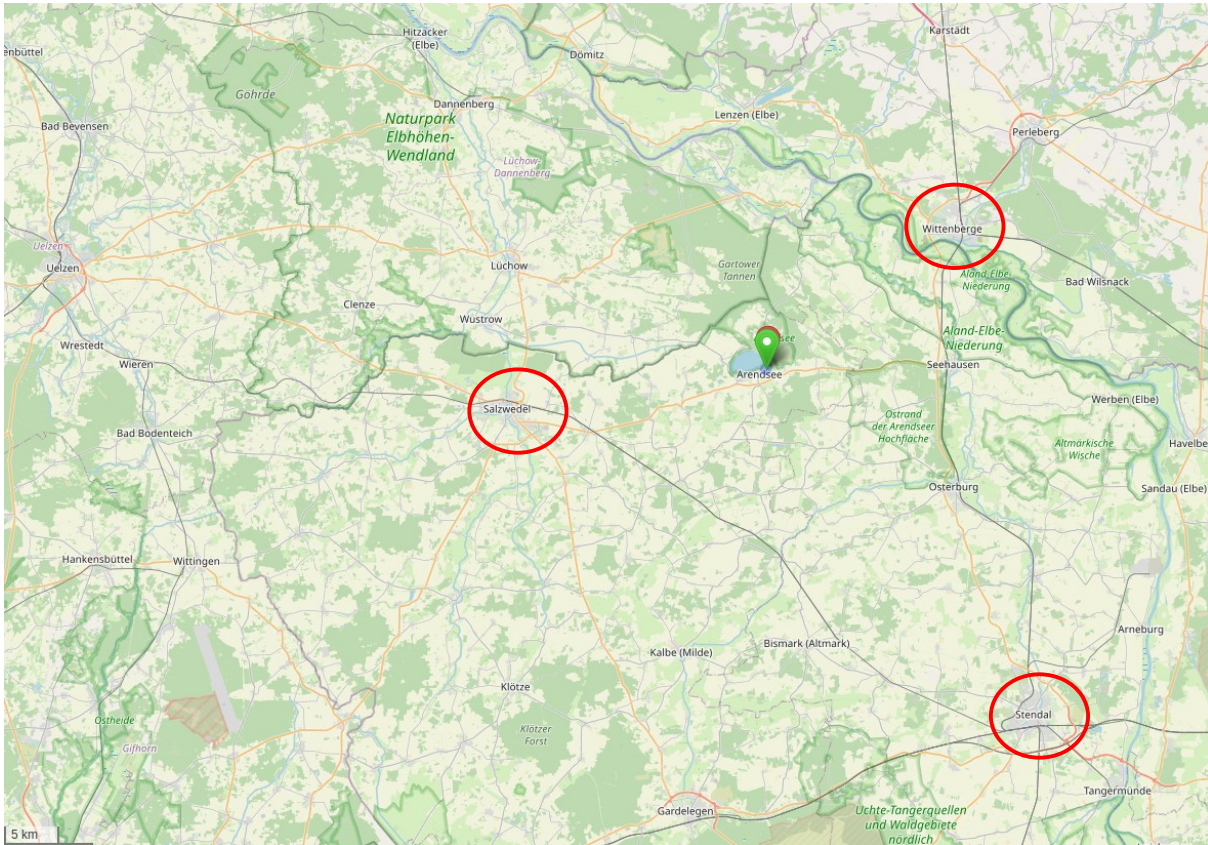 Karstädt
Hitzacker
(Elbe)
enbüttel
Dömitz
Gohrde
Dannenberg
Lenzen (Elbe)
Naturpark
Elbhöhen-
Wendland
Bad Bevensen
Perleberg
Lüchow-
Dannenberg
Wittenberge
Uelzen
Uelzen
Lüchow
Gartower
Tannen
Aland-Elbe-
Niederung
Bad Wilsnack
Clenze
Wustrow
Aland-Elbe-
Niederung
Wrestedt
see
Wieren
Arendsee
Seehausen
Salzwedel
Werben (Elbe)
Ostrand
der Arendseer
Hochfläche
Bad Bodenteich
Altmärkische
Wische
Havelbe
Osterburg
Sandau (Elbe)
Hankensbüttel
Wittingen
Arneburg
Bismark (Altmark)
Kalbe (Milde)
Klötze
Stendal
Ostheide
Klötzer
Forst
Gifhorn
Tangermünde
Gardelegen
Uchte-Tangerquellen
und Waldgebiete
nördlich
5 km